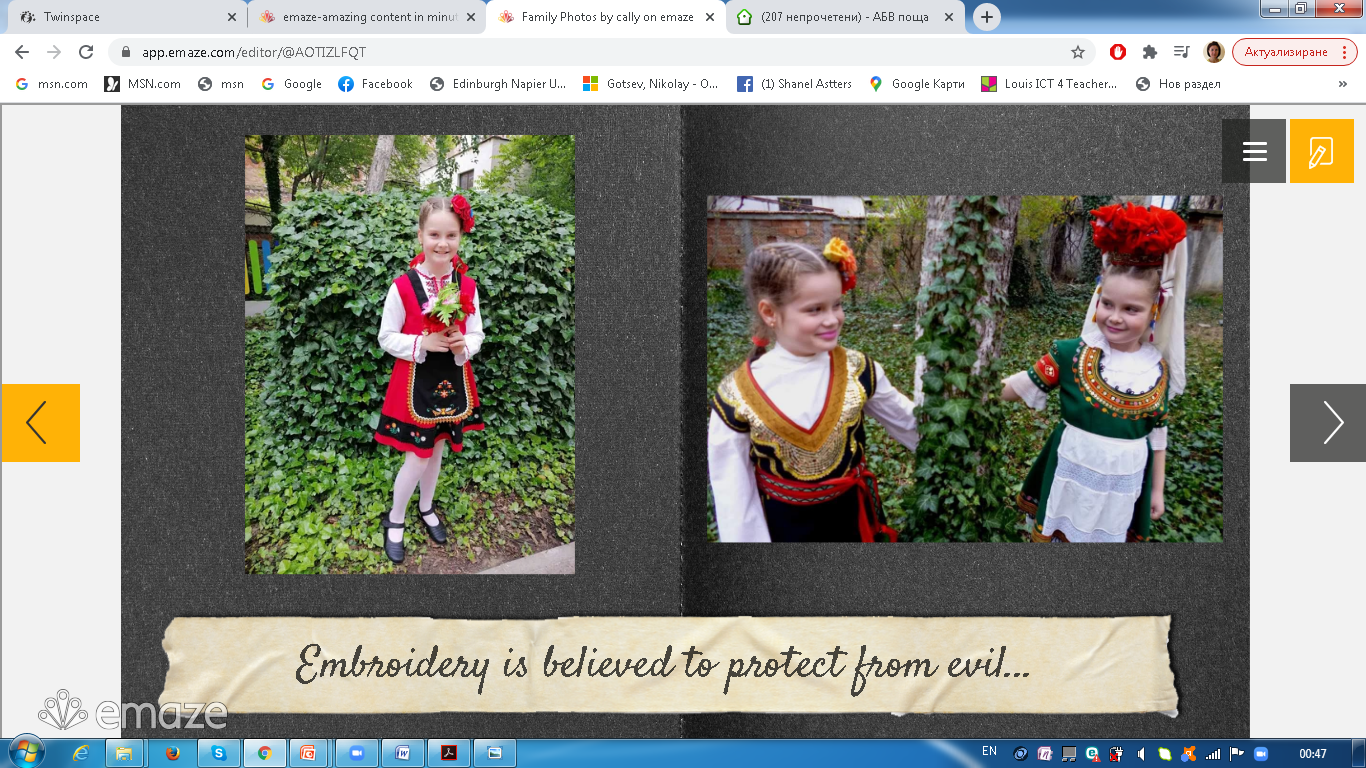 Twinspace
emaze-amazing content in minut
Family Photos by cally on emaze
(207 непрочетени) - АБВ поща
app.emaze.com/editor/@AOTIZLFQT
Актуализиране
msn.com
MSN.com
msn
Google
Facebook
Edinburgh Napier U...
Gotsev, Nikolay - O...
(1) Shanel Astters
Google Карти
Louis ICT 4 Teacher...
Нов раздел
»
Embroidery is believed to protect from evil...
emaze
EN
00:47